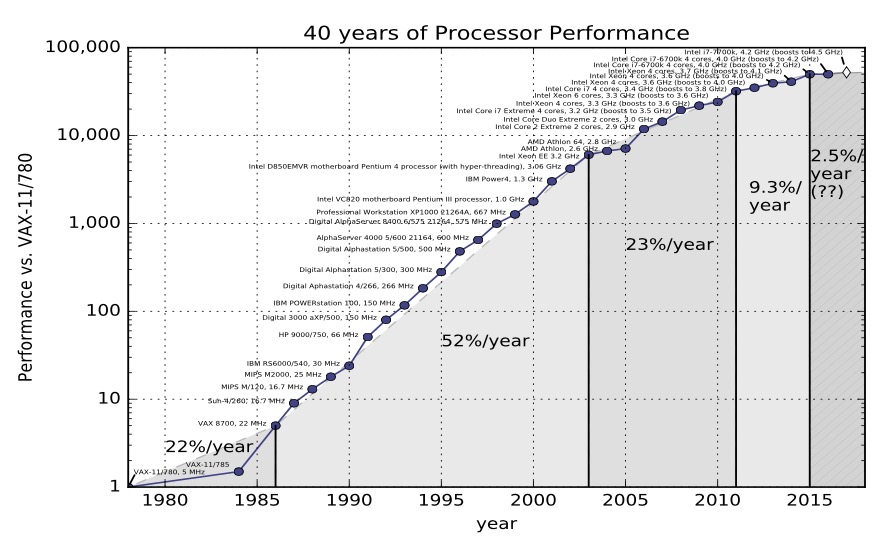 40 years of Processor Performance
100,000
10,000
1,000
100
10
1
Performance vs. VAX-11/780
Intel i7-7700k, 4.2 GHz (boosts to 4.5 GHz)
Intel Core i7-6700k 4 cores, 4.0 GHz (boosts to 4.2 GHz)
Intel Core i7-6700k 4 cores, 4.0 GHz (boosts to 4.2 GHz)
Intel Xeon 4 cores, 3.7 GHz (boosts to 4.1 GHz)
Intel Xeon 4 cores, 3.6 GHz (boosts to 4.0 GHz)
Intel Xeon 4 cores, 3.6 GHz (boosts to 4.0 GHz)
Intel Core i7 4 cores, 3.4 GHz (boosts to 3.8 GHz)
Intel Xeon 6 cores, 3.3 GHz (boosts to 3.6 GHz)
Intel Xeon 4 cores, 3.3 GHz (boosts to 3.6 GHz)
Intel Core i7 Extreme 4 cores, 3.2 GHz (boosts to 3.5 GHz)
Intel Core Duo Extreme 2 cores, 3.0 GHz
Intel Core 2 Extreme 2 cores, 2.9 GHz
AMD Athlon 64, 2.8 GHz
AMD Athlon, 2.6 GHz
Intel Xeon EE 3.2 GHz
Intel D850EMVR motherboard Pentium 4 processor (with hyper-threading), 3.06 GHz
IBM Power4, 1.3 GHz
Intel VC820 motherboard Pentium III processor, 1.0 GHz
Professional Workstation XP1000 21264A, 667 MHz
Digital AlphaServer 8400 6/575 21264, 575 MHz
AlphaServer 4000 5/600 21164, 600 MHz
Digital Alphastation 5/500, 500 MHz
Digital Alphastation 5/300, 300 MHz
Digital Aphastation 4/266, 266 MHz
IBM POWERstation 100, 150 MHz
Digital 3000 aXP/500, 150 MHz
HP 9000/750, 66 MHz
IBM RS6000/540, 30 MHz
MIPS M2000, 25 MHz
MIPS M/120, 16.7 MHz
Sun-4/260, 16.7 MHz
VAX 8700, 22 MHz
VAX-11/785
VAX-11/780, 5 MHz
22%/year
52%/year
23%/year
9.3%/
year
2.5%/
year
(??)
1980 1985 1990 1995 2000 2005 2010 2015
year